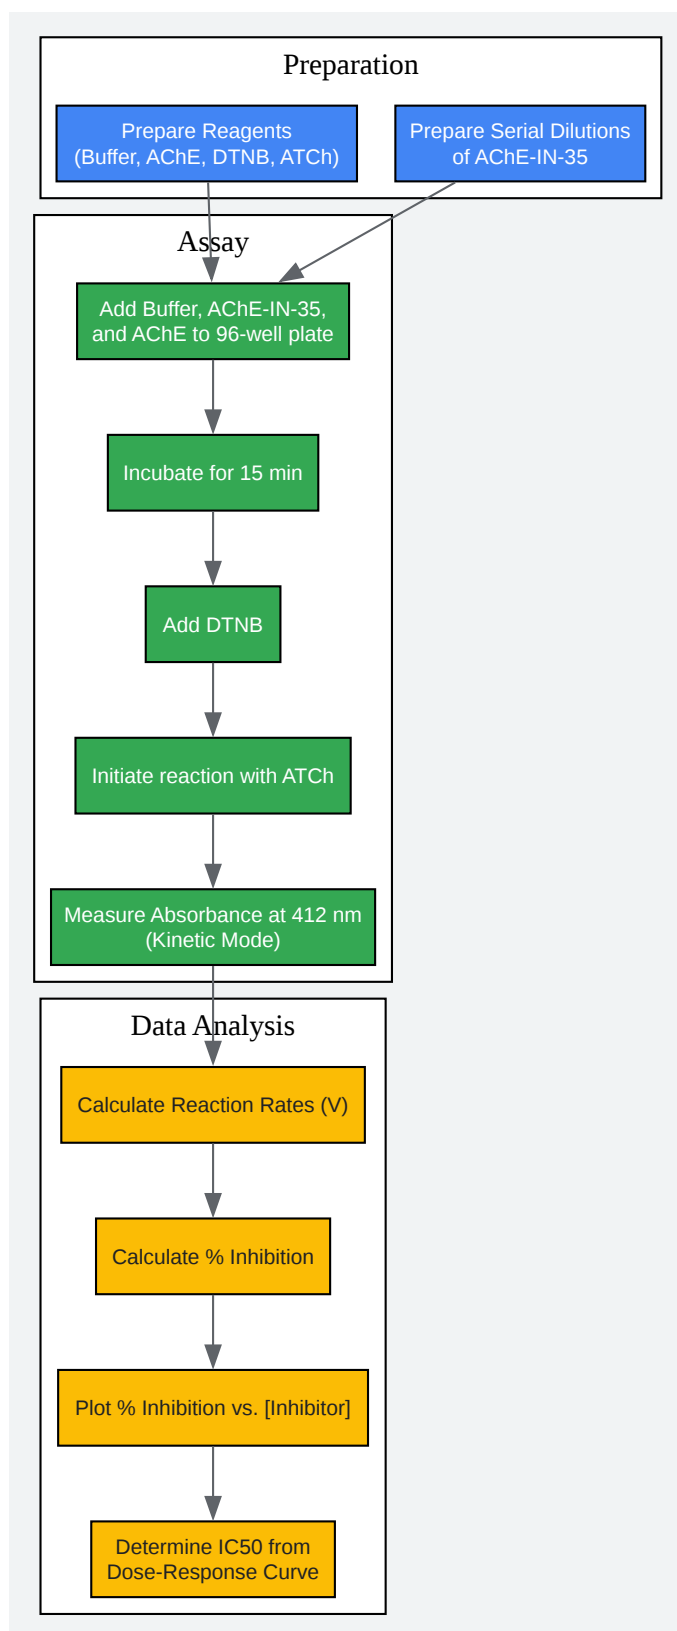 Preparation
Prepare Reagents
(Buffer, AChE, DTNB, ATCh)
Prepare Serial Dilutions
of AChE-IN-35
Assay
Add Buffer, AChE-IN-35,
and AChE to 96-well plate
Incubate for 15 min
Add DTNB
Initiate reaction with ATCh
Measure Absorbance at 412 nm
(Kinetic Mode)
Data Analysis
Calculate Reaction Rates (V)
Calculate % Inhibition
Plot % Inhibition vs. [Inhibitor]
Determine IC50 from
Dose-Response Curve